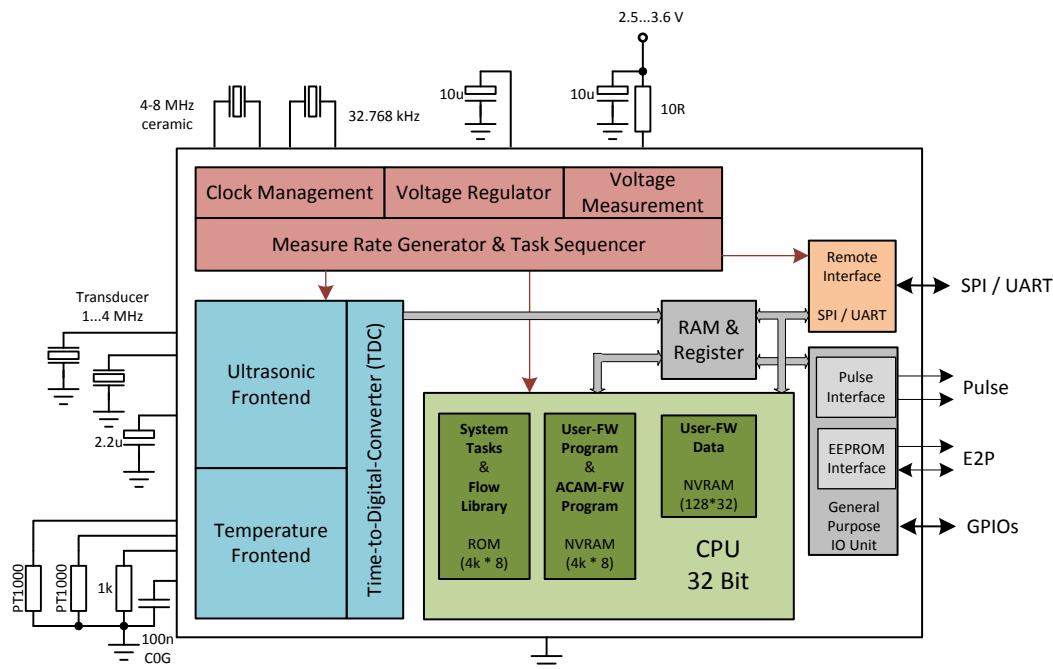 2.5...3.6 V
4-8 MHz
ceramic
32.768 kHz
10u
10u
10R
Clock Management
Voltage Regulator
Voltage
Measurement
Measure Rate Generator & Task Sequencer
Remote
Interface
SPI / UART
SPI / UART
Transducer
1...4 MHz
2.2u
Ultrasonic
Frontend
Temperature
Frontend
Time-to-Digital-Converter (TDC)
RAM &
Register
Pulse
Interface
Pulse
EEPROM
Interface
E2P
General
Purpose
IO Unit
GPIOs
System
Tasks
&
Flow
Library
ROM
(4k * 8)
User-FW
Program
&
ACAM-FW
Program
NVRAM
(4k * 8)
User-FW
Data
NVRAM
(128*32)
CPU
32 Bit
PT1000
PT1000
1k
100n
C0G